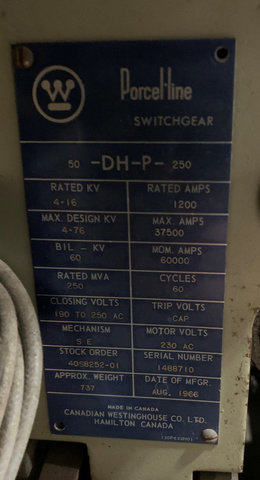 W
Porcel-line
SWITCHGEAR
50 -DH-P- 250
RATED KV RATED AMPS
4-16 1200
MAX. DESIGN KV MAX. AMPS
4-76 37500
BIL - KV MOM. AMPS
60 60000
RATED MVA CYCLES
250 60
CLOSING VOLTS TRIP VOLTS
190 TO 250 AC CAP
MECHANISM MOTOR VOLTS
S E 230 AC
STOCK ORDER SERIAL NUMBER
40S8252-01 1488710
APPROX. WEIGHT DATE OF MFGR.
737 AUG. 1966
MADE IN CANADA
CANADIAN WESTINGHOUSE CO. LTD.
HAMILTON CANADA